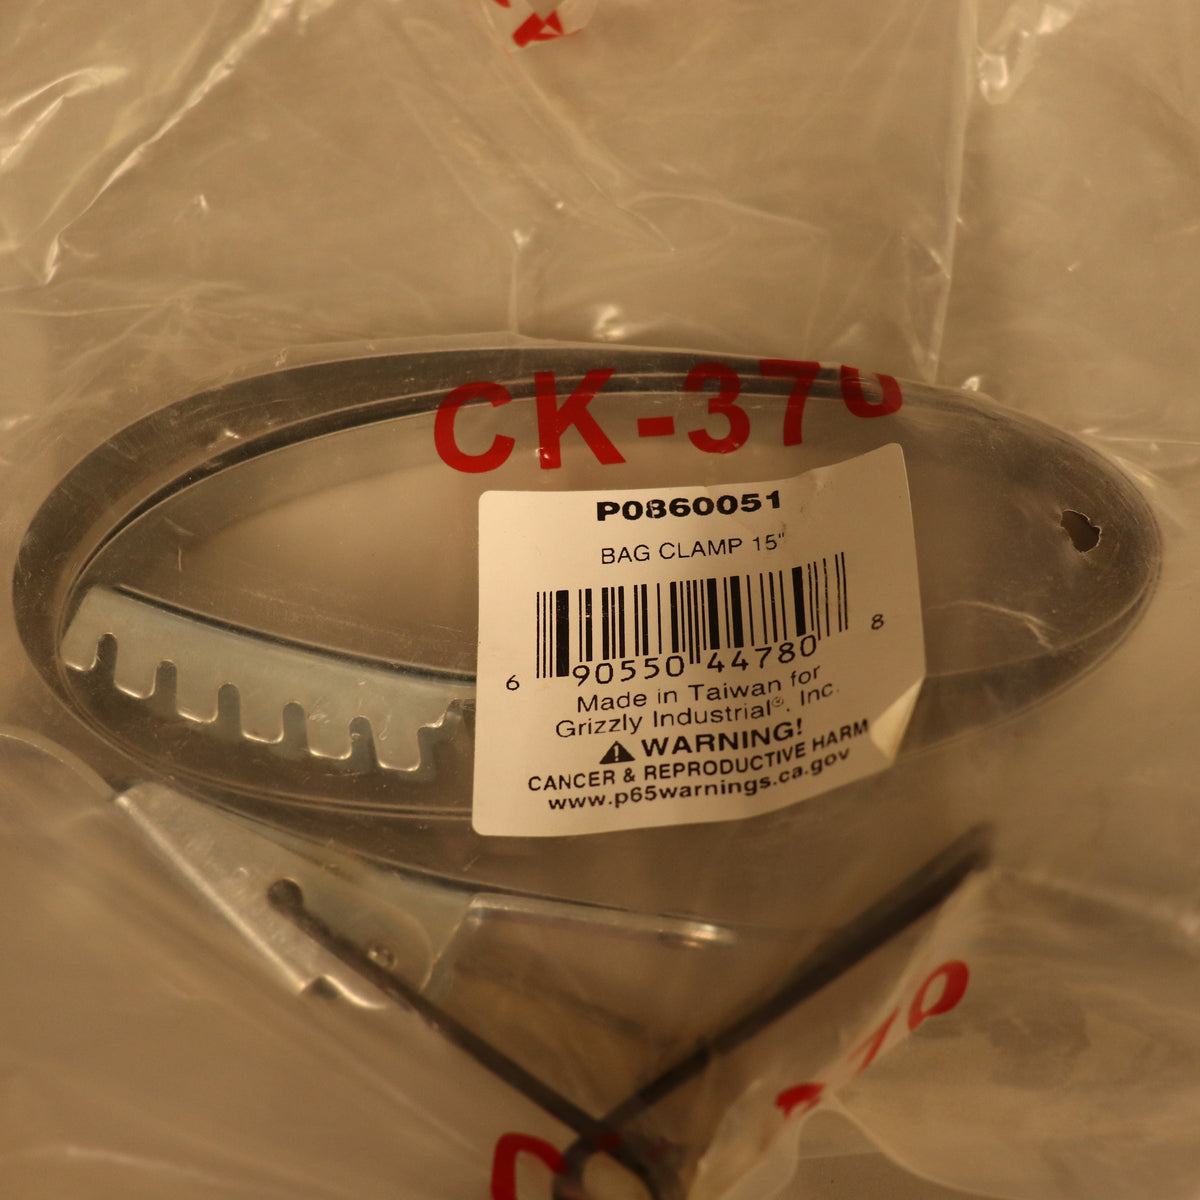 CK-370
P0860051
BAG CLAMP 15"
6 90550 44780 8
Made in Taiwan for
Grizzly Industrial®, Inc.
WARNING!
CANCER & REPRODUCTIVE HARM
www.p65warnings.ca.gov
70